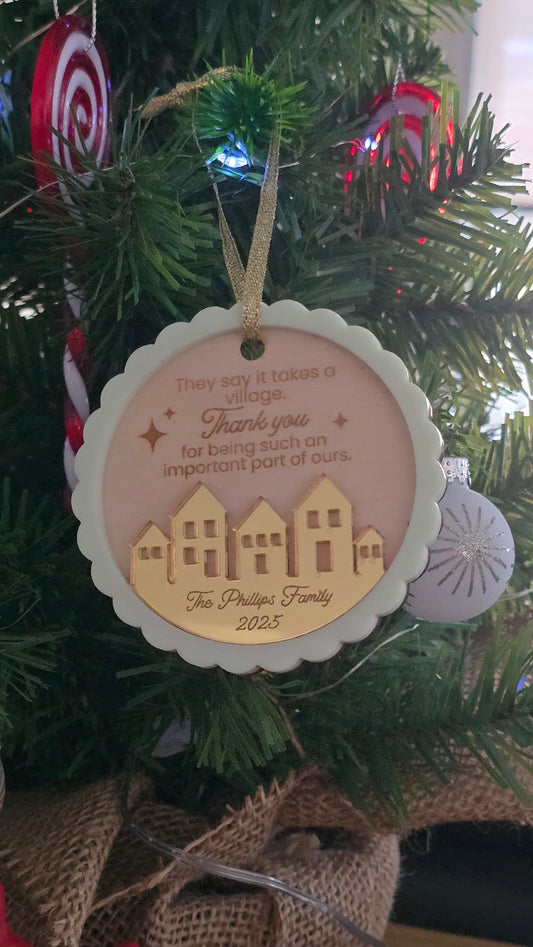 They say it takes a
village.
Thank you
for being such an
important part of ours.
The Phillips Family
2025